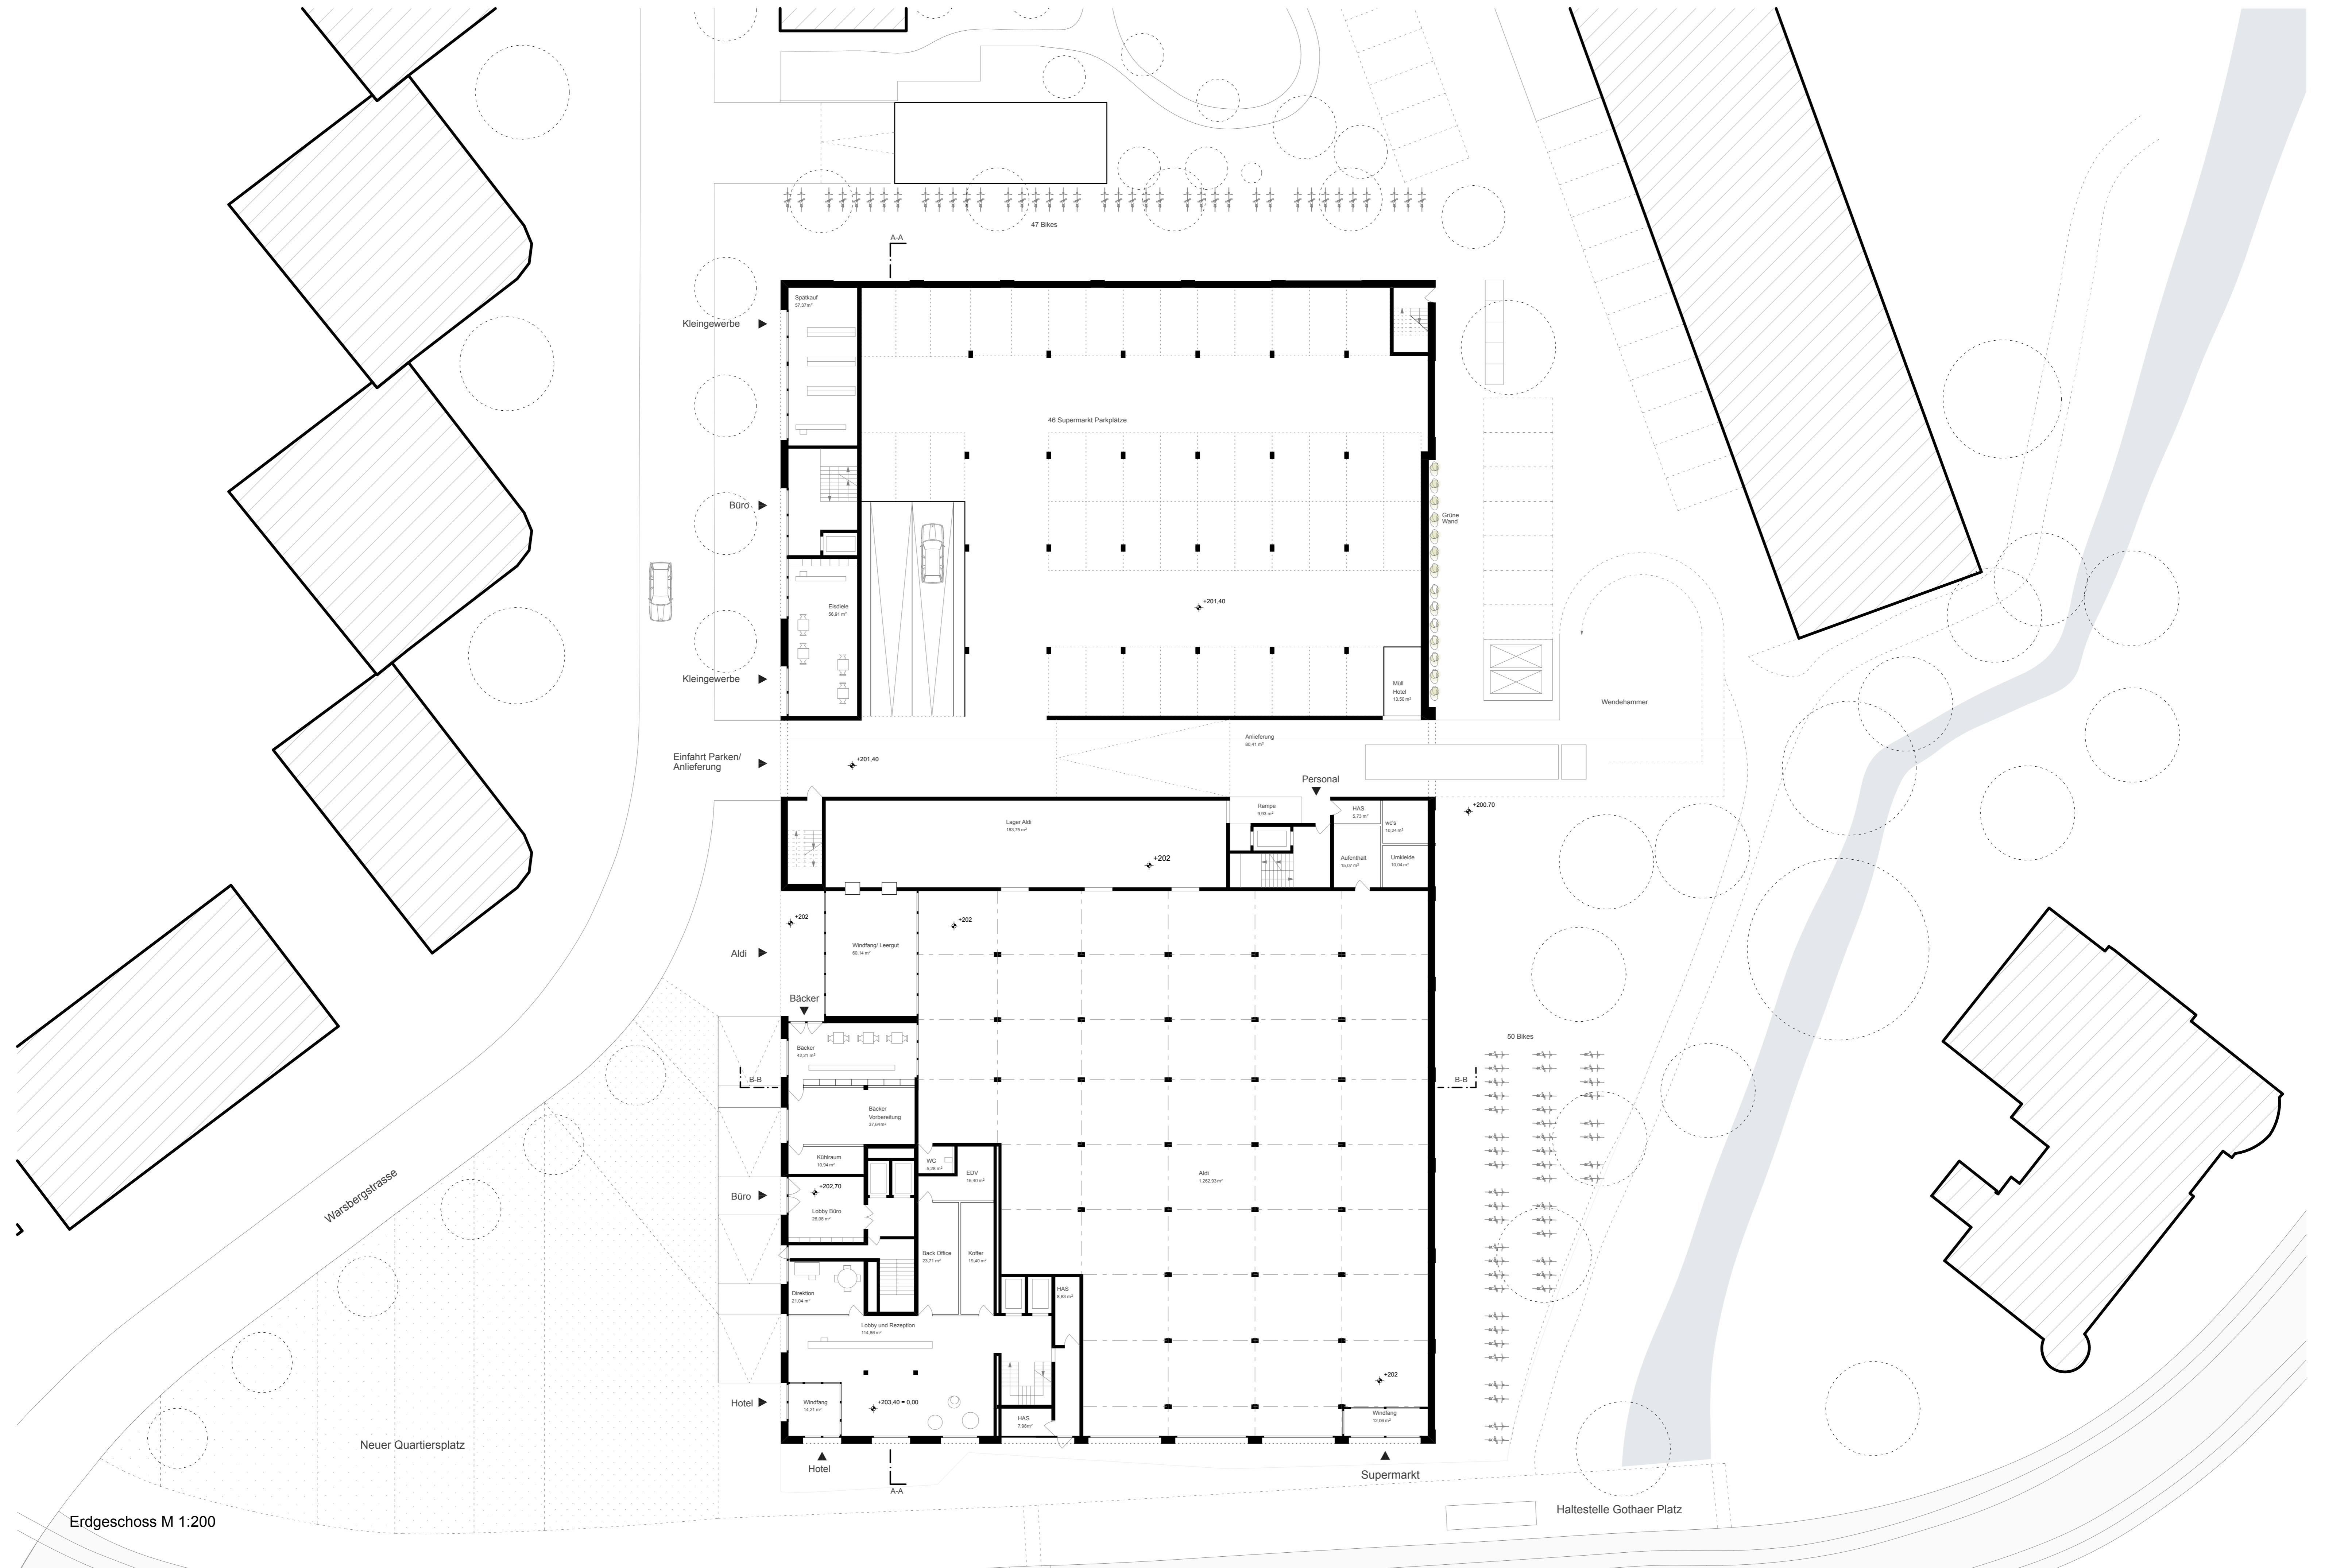 47 Bikes
A-A
Spätkauf
57,37m²
Kleingewerbe
46 Supermarkt Parkplätze
Büro
Grüne
Wand
+201,40
Eisdiele
56,91 m²
Kleingewerbe
Müll
Hotel
13,50 m²
Wendehammer
Einfahrt Parken/
Anlieferung
+201,40
Anlieferung
80,41 m²
Personal
Rampe
9,93 m²
HAS
5.73 m²
+200.70
Lager Aldi
183,75 m²
wc's
10,24 m²
+202
Aufenthalt
15,07 m²
Umkleide
10,04 m²
+202
+202
Aldi
Windfang/ Leergut
60,14 m²
Bäcker
50 Bikes
Bäcker
42,21 m²
B-B
B-B
Bäcker
Vorbereitung
37,64m²
Kühlraum
10,94 m²
WC
5,28 m²
EDV
15,40 m²
Aldi
1.262,93 m²
Warsbergstrasse
Büro
+202,70
Lobby Büro
26,08 m²
Back Office
23,71 m²
Koffer
19,40 m²
Direktion
21,04 m²
HAS
8,83 m²
Lobby und Rezeption
114,86 m²
+202
Hotel
Windfang
14,21 m²
+203,40 = 0,00
HAS
7,98m²
Windfang
12,06 m²
Neuer Quartiersplatz
Hotel
Supermarkt
A-A
Haltestelle Gothaer Platz
Erdgeschoss M 1:200